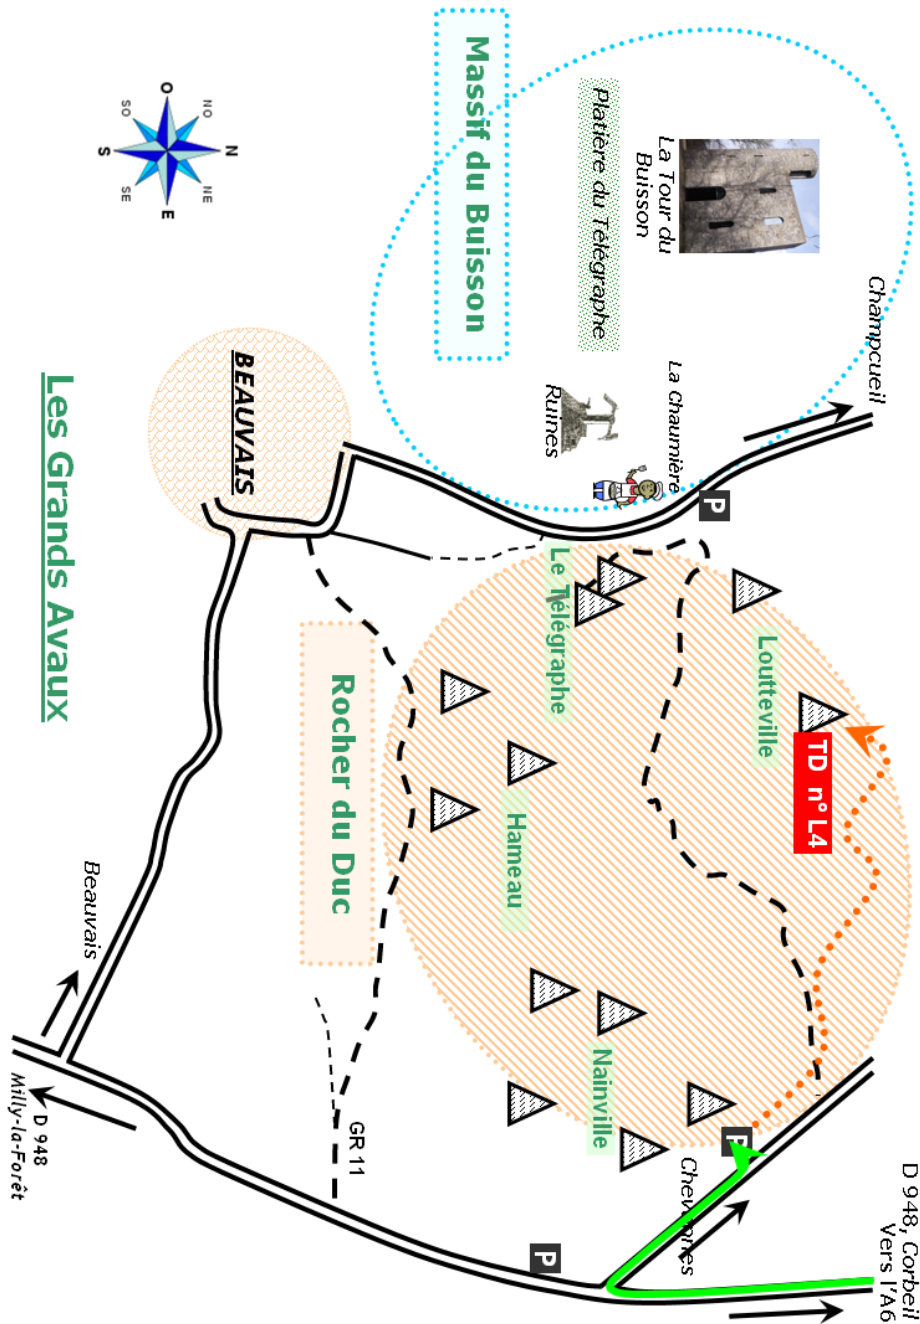 Massif du Buisson
Platière du Télégraphe
La Tour du
Buisson
Champcueil
N
NO
NE
O
E
SO
SE
S
La Chaumière
Ruines
BEAUVAIS
P
Les Grands Avaux
Le Télégraphe
Loutteville
TD n° L4
Rocher du Duc
Hameau
Nainville
Beauvais
GR 11
P
Chevannes
P
D 948
Milly-la-Forêt
D 948, Corbeil
Vers l'A6